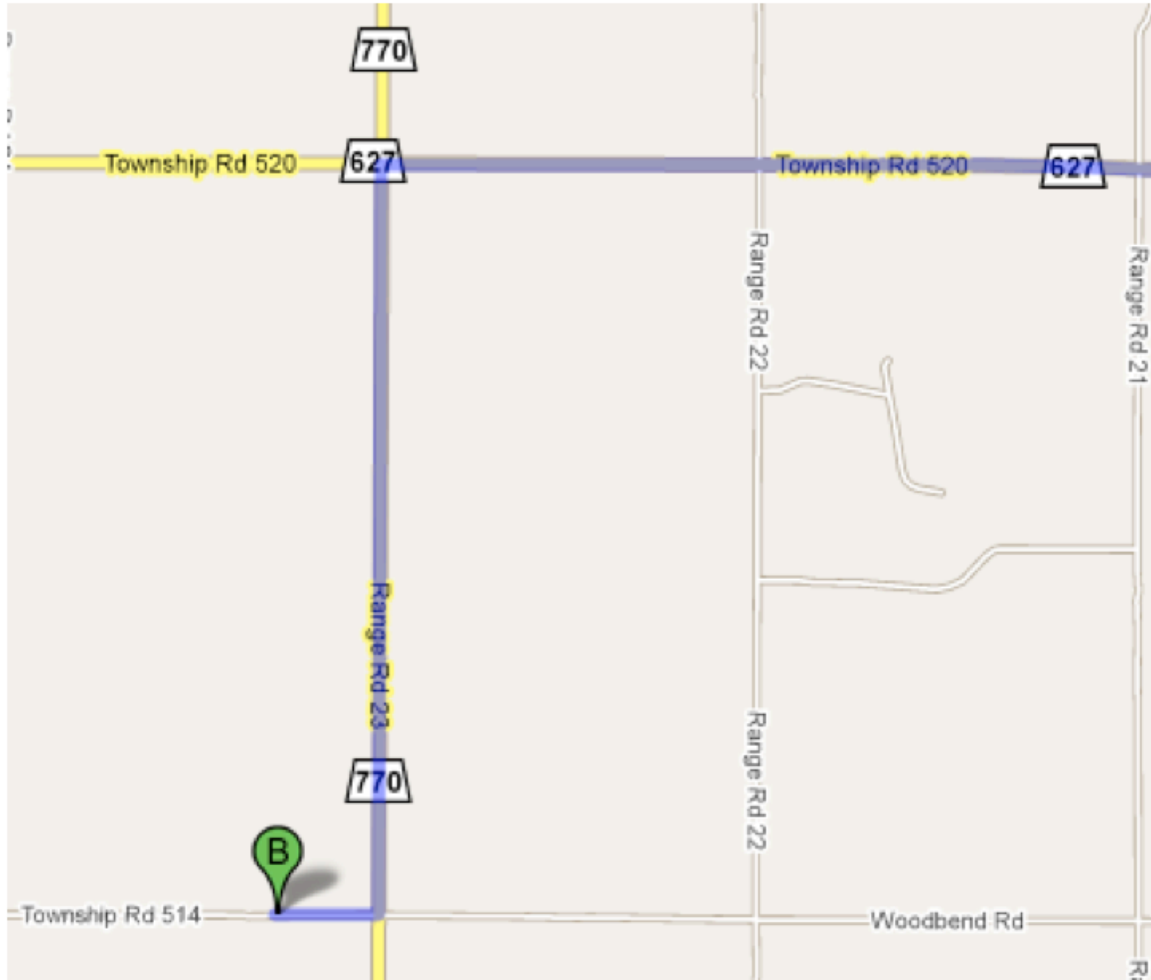 770
Township Rd 520
627
Township Rd 520
627
Range Rd 22
Range Rd 21
Range Rd 23
Range Rd 22
770
B
Township Rd 514
Woodbend Rd